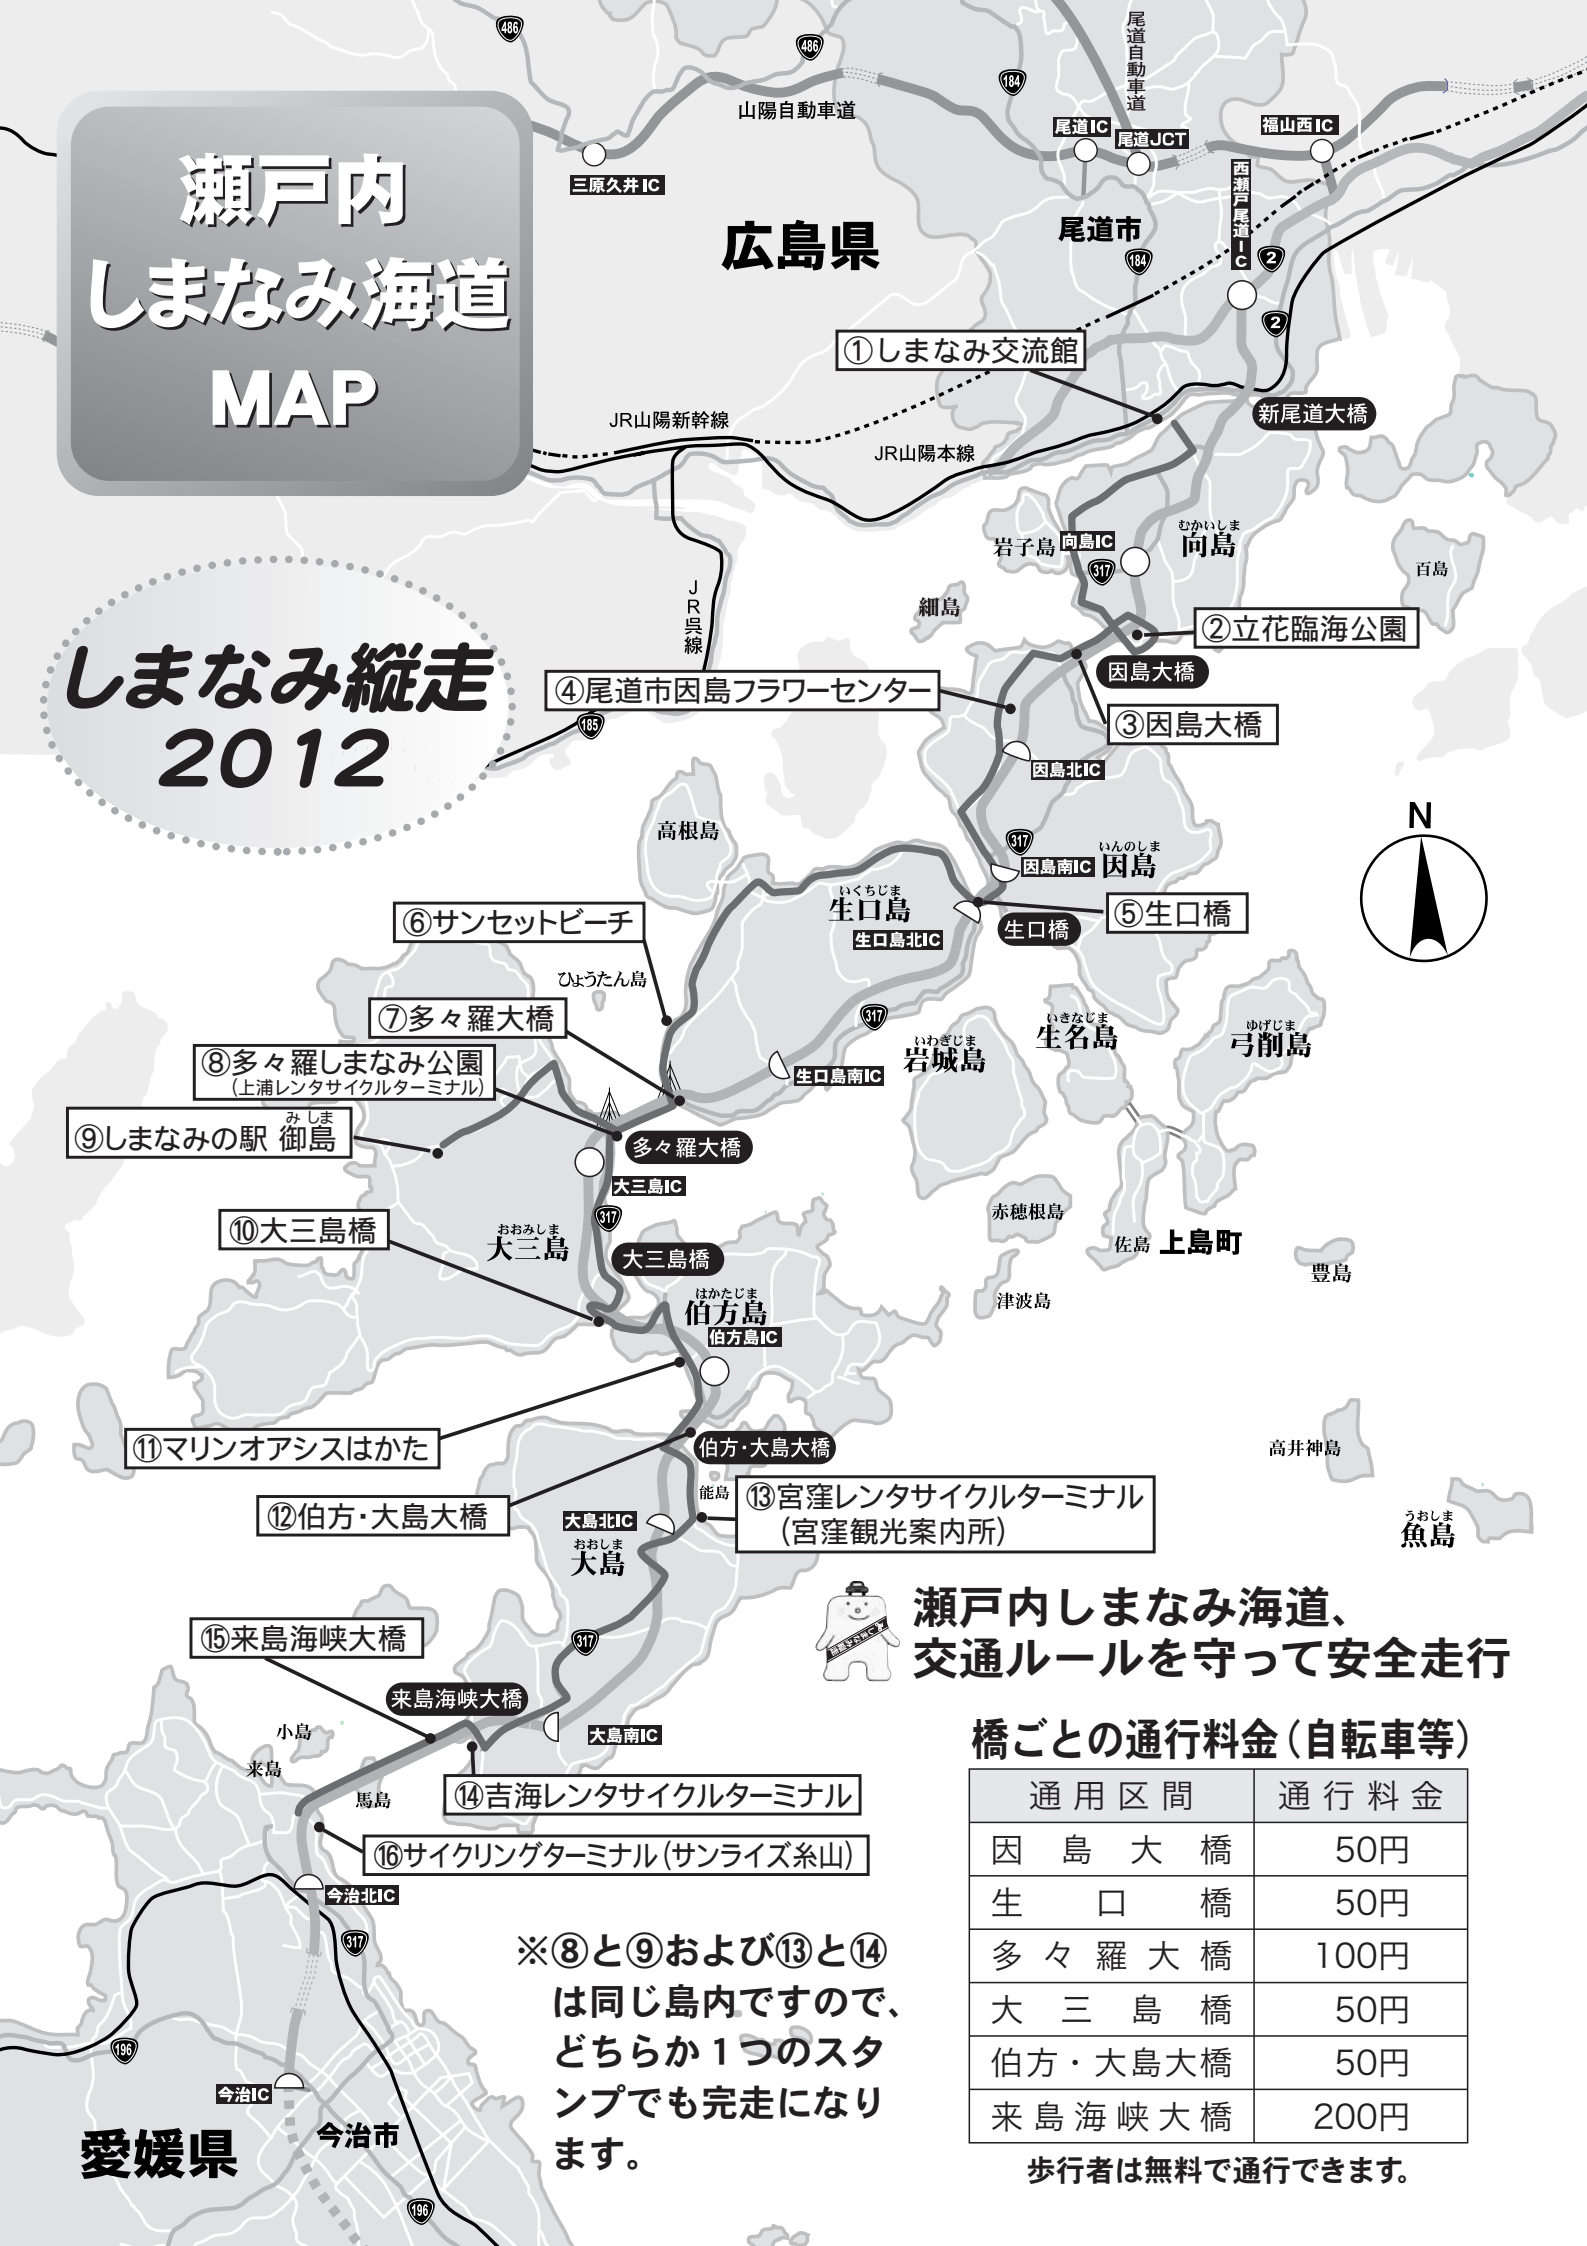 瀬戸内
しまなみ海道
MAP
しまなみ縦走
2012
486
486
184
尾道自動車道
山陽自動車道
三原久井IC
尾道IC
尾道JCT
福山西IC
西瀬戸尾道IC
広島県
尾道市
184
2
2
①しまなみ交流館
新尾道大橋
JR山陽新幹線
JR山陽本線
JR呉線
185
岩子島
向島IC
317
むかいしま
向島
百島
細島
②立花臨海公園
因島大橋
③因島大橋
④尾道市因島フラワーセンター
因島北IC
高根島
317
因島南IC
いんのしま
因島
N
いくちじま
生口島
生口島北IC
生口橋
⑤生口橋
⑥サンセットビーチ
ひょうたん島
⑦多々羅大橋
317
⑧多々羅しまなみ公園
(上浦レンタサイクルターミナル)
生口島南IC
いわぎじま
岩城島
いきなじま
生名島
ゆげじま
弓削島
みしま
⑨しまなみの駅 御島
多々羅大橋
大三島IC
317
赤穂根島
佐島
上島町
豊島
津波島
⑩大三島橋
おおみしま
大三島
大三島橋
はかたじま
伯方島
伯方島IC
⑪マリンオアシスはかた
伯方・大島大橋
高井神島
うおしま
魚島
⑫伯方・大島大橋
能島
⑬宮窪レンタサイクルターミナル
(宮窪観光案内所)
大島北IC
おおしま
大島
瀬戸内しまなみ海道、
交通ルールを守って安全走行
⑮来島海峡大橋
317
来島海峡大橋
大島南IC
小島
来島
馬島
⑭吉海レンタサイクルターミナル
⑯サイクリングターミナル(サンライズ糸山)
今治北IC
317
196
今治IC
愛媛県
今治市
196
※⑧と⑨および⑬と⑭
は同じ島内ですので、
どちらか1つのスタ
ンプでも完走になり
ます。
橋ごとの通行料金(自転車等)
通用区間 通行料金
因島大橋 50円
生口橋 50円
多々羅大橋 100円
大三島橋 50円
伯方・大島大橋 50円
来島海峡大橋 200円
歩行者は無料で通行できます。